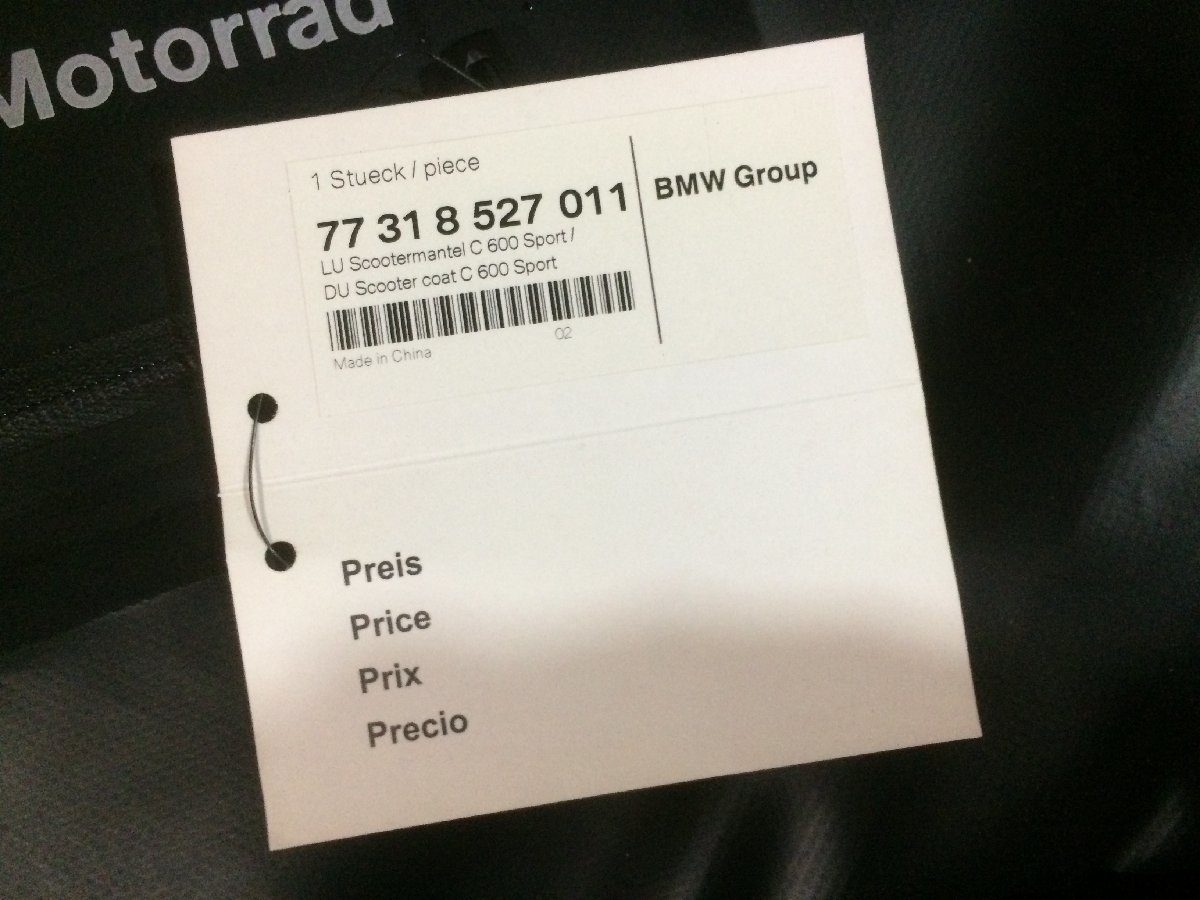 Motorrad
1 Stueck / piece
77 31 8 527 011
LU Scootermantel C 600 Sport /
DU Scooter coat C 600 Sport
02
Made in China
BMW Group
Preis
Price
Prix
Precio